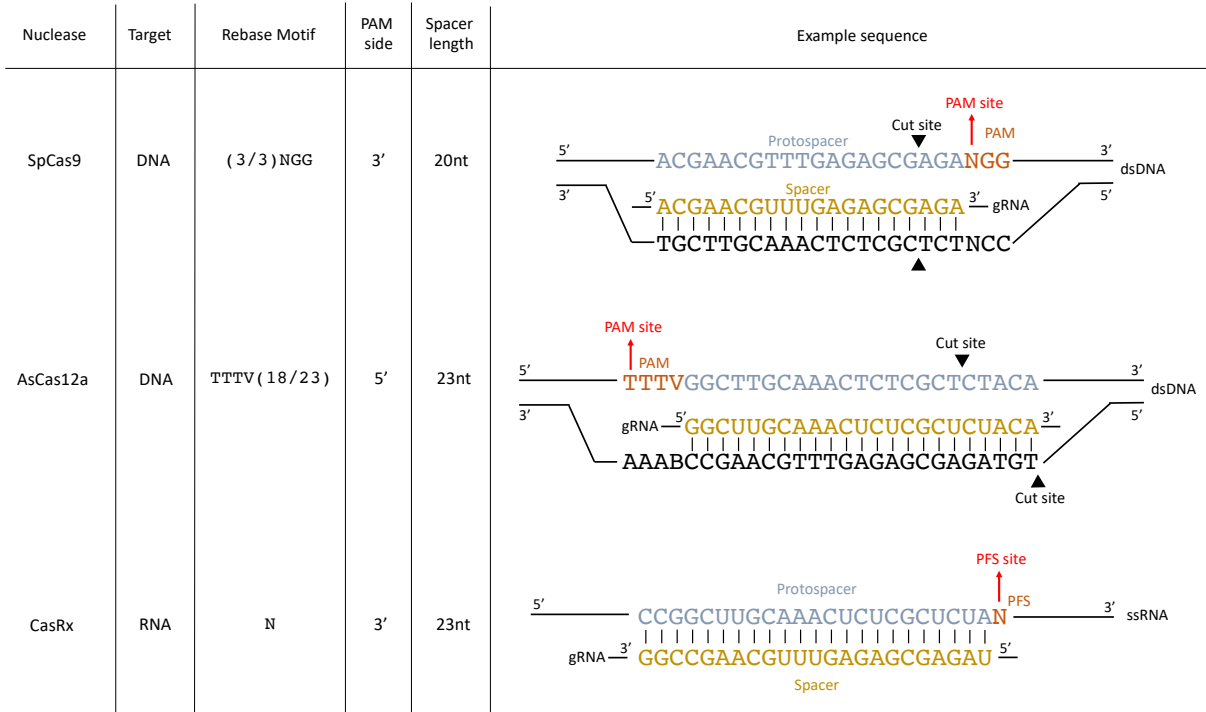 Nuclease Target Rebase Motif PAM side Spacer length Example sequence
PAM site
Cut site PAM
Protospacer
5’ 3’
SpCas9 DNA (3/3)NGG 3’ 20nt ACGAACGTTTGAGAGCGAGANGG dsDNA
3’ 5’
Spacer
5’ ACGAACGUUUGAGAGCGAGA 3’ gRNA
TGCTTGCAAACTCTCGCTCTNCC
PAM site
Cut site
PAM
5’ 3’
AsCas12a DNA TTTV(18/23) 5’ 23nt TTTVGGCTTGCAAACTCTCGCTCTACA dsDNA
3’ 5’
gRNA 5’ GGCUUGCAAACUCUCGCUCUACA 3’
AAABCCGAACGTTTGAGAGCGAGATGT
Cut site
PFS site
Protospacer
PFS
5’ 3’
CasRx RNA N 3’ 23nt CCGGCUUGCAAACUCUCGCUCUAN ssRNA
gRNA 3’ GGCCGAACGUUUGAGAGCGAGAU 5’
Spacer